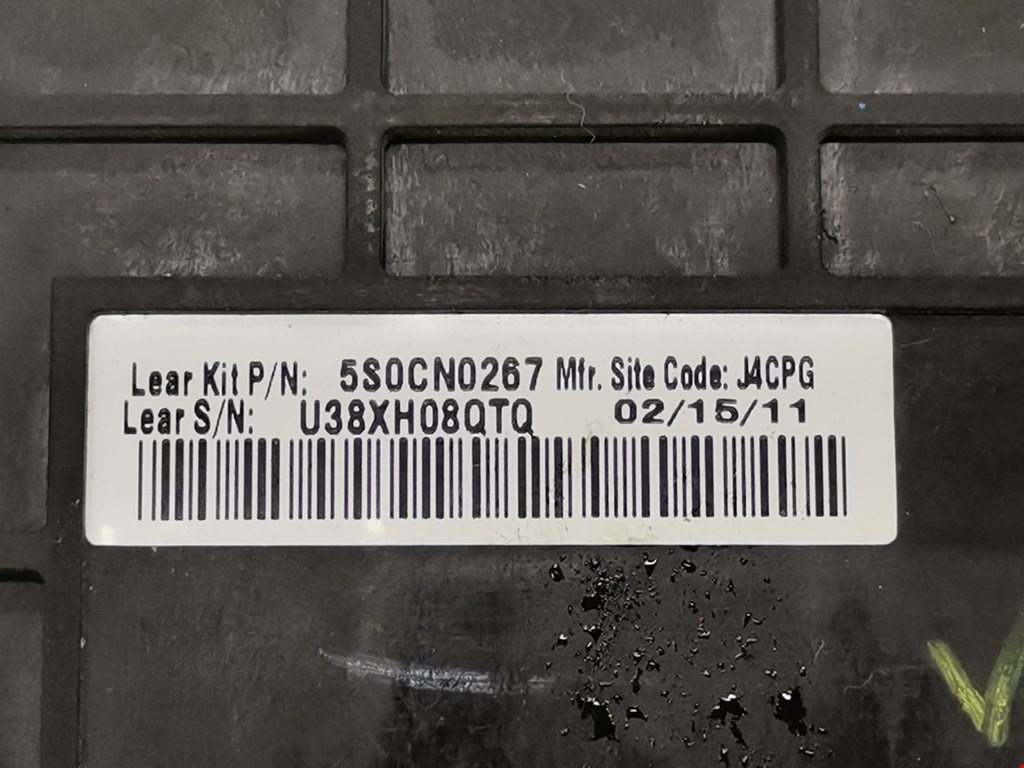 Lear Kit P/N: 5S0CN0267 Mfr. Site Code: J4CPG
Lear S/N: U38XH08QTQ 02/15/11